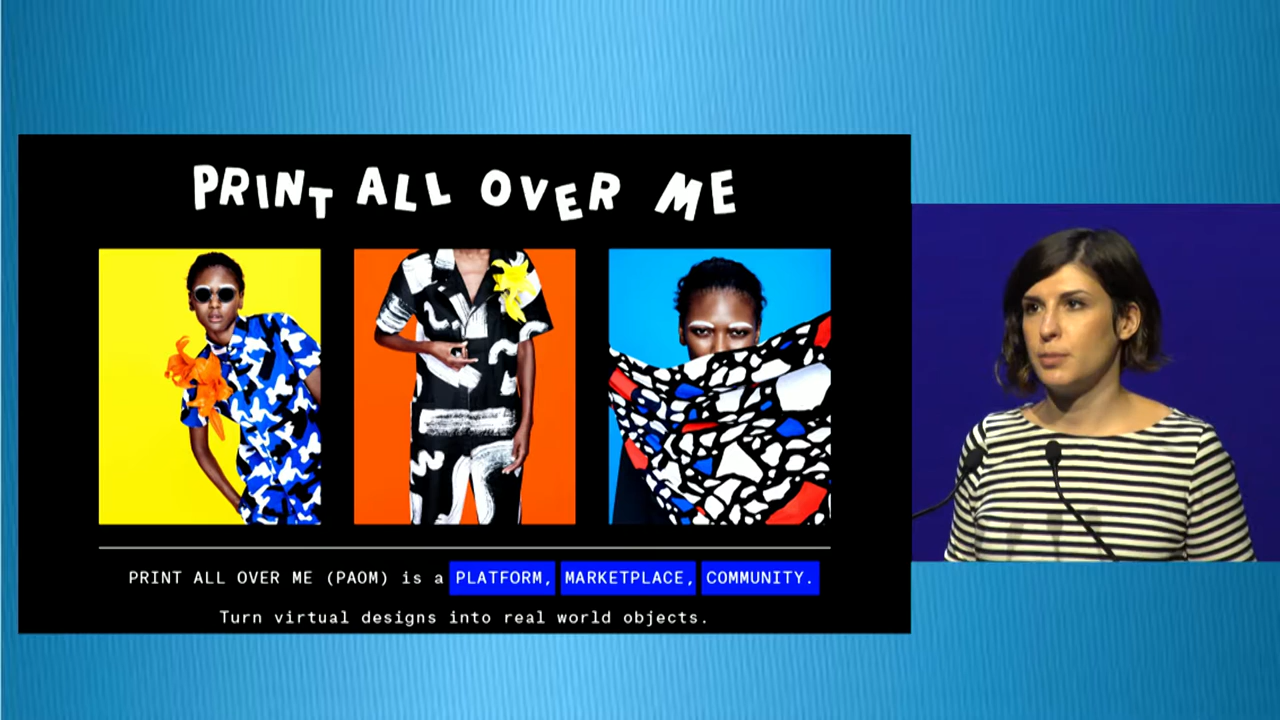 PRINT ALL OVER ME
PRINT ALL OVER ME (PAOM) is a PLATFORM, MARKETPLACE, COMMUNITY.
Turn virtual designs into real world objects.